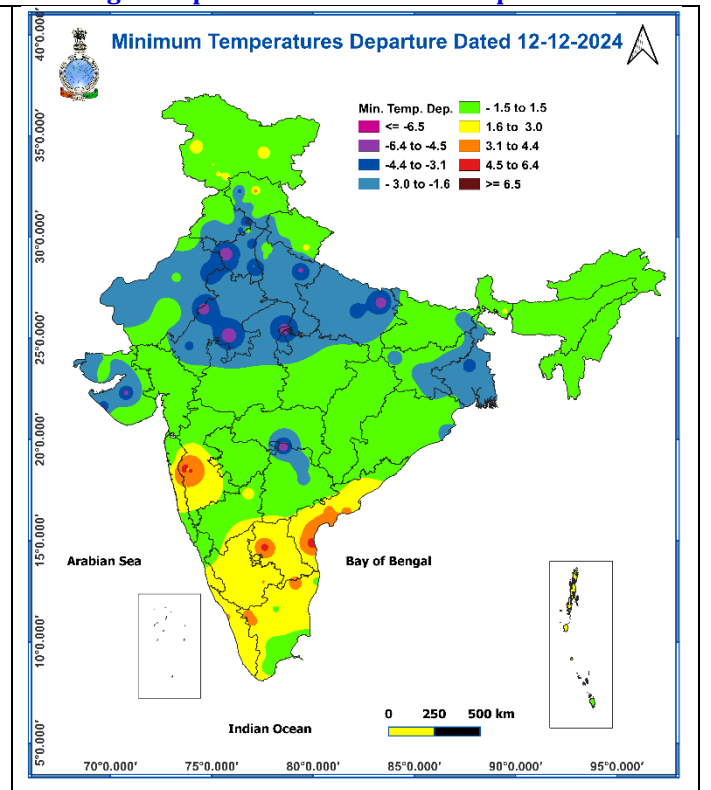 Minimum Temperatures Departure Dated 12-12-2024
Min. Temp. Dep.
<= -6.5
-6.4 to -4.5
-4.4 to -3.1
- 3.0 to -1.6
- 1.5 to 1.5
1.6 to 3.0
3.1 to 4.4
4.5 to 6.4
>= 6.5
40°0.000'
35°0.000'
30°0.000'
25°0.000'
20°0.000'
15°0.000'
10°0.000'
5°0.000'
Arabian Sea
Bay of Bengal
Indian Ocean
0 250 500 km
70°0.000' 75°0.000' 80°0.000' 85°0.000' 90°0.000' 95°0.000'